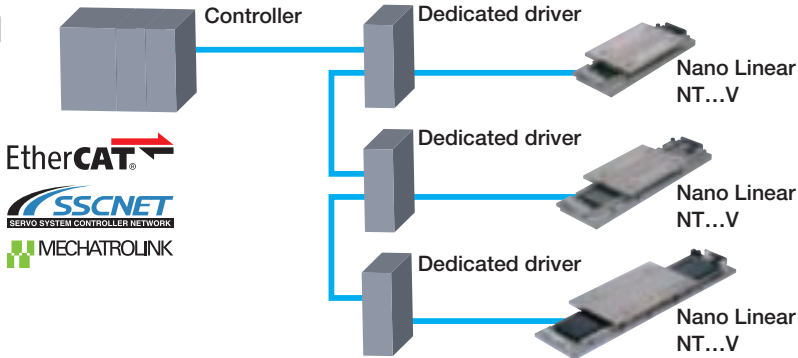 Controller
Dedicated driver
Nano Linear
NT...V
EtherCAT®
Dedicated driver
SSCNET
SERVO SYSTEM CONTROLLER NETWORK
Nano Linear
NT...V
MECHATROLINK
Dedicated driver
Nano Linear
NT...V